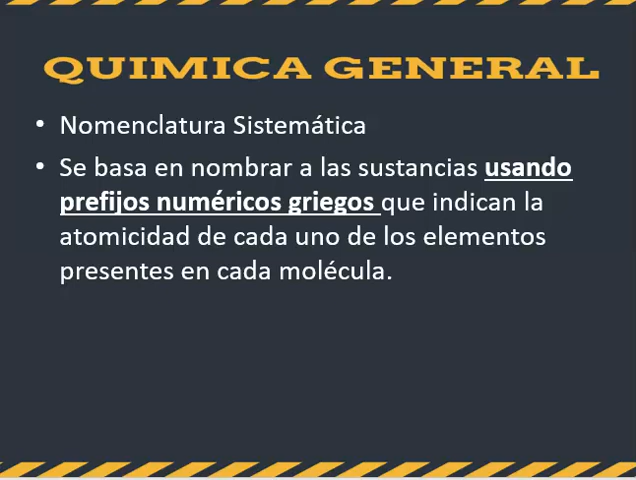 QUIMICA GENERAL
• Nomenclatura Sistemática
• Se basa en nombrar a las sustancias usando
prefijos numéricos griegos que indican la
atomicidad de cada uno de los elementos
presentes en cada molécula.